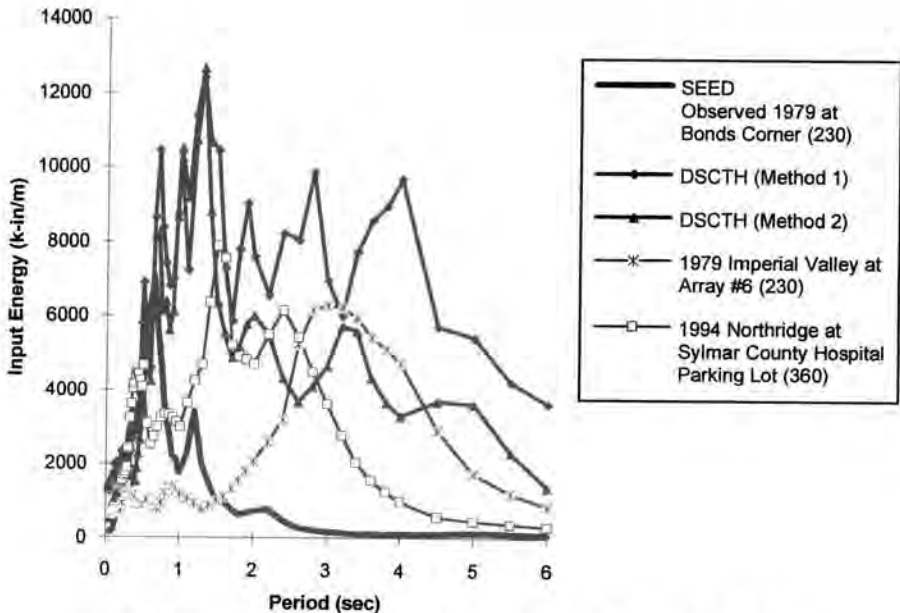 14000
12000
10000
8000
6000
4000
2000
0
Input Energy (k-in/m)
0 1 2 3 4 5 6
Period (sec)
SEED
Observed 1979 at
Bonds Corner (230)
DSCTH (Method 1)
DSCTH (Method 2)
1979 Imperial Valley at
Array #6 (230)
1994 Northridge at
Sylmar County Hospital
Parking Lot (360)